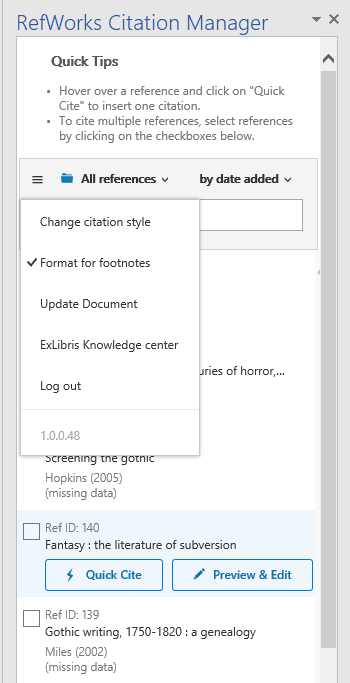 RefWorks Citation Manager
Quick Tips
• Hover over a reference and click on "Quick
Cite" to insert one citation.
• To cite multiple references, select references
by clicking on the checkboxes below.
All references
by date added
Change citation style
Format for footnotes
Update Document
ExLibris Knowledge center
Log out
1.0.0.48
of horror,...
Screening the gothic
Hopkins (2005)
(missing data)
Ref ID: 140
Fantasy : the literature of subversion
Quick Cite
Preview & Edit
Ref ID: 139
Gothic writing, 1750-1820 : a genealogy
Miles (2002)
(missing data)